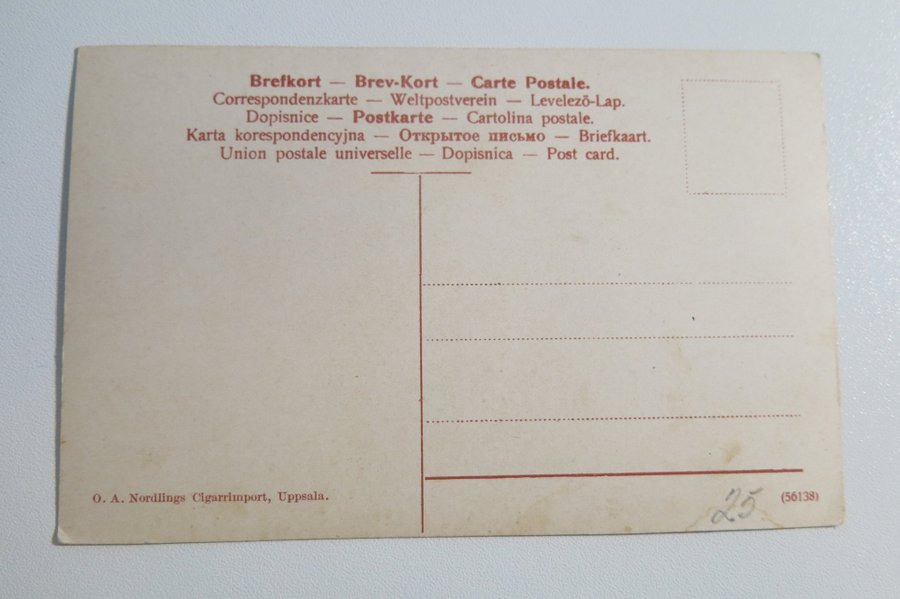 Brefkort — Brev-Kort — Carte Postale.
Correspondenzkarte — Weltpostverein — Levelező-Lap.
Dopisnice — Postkarte — Cartolina postale.
Karta korespondencyjna — Открытое письмо — Briefkaart.
Union postale universelle — Dopisnica — Post card.
O. A. Nordlings Cigarrimport, Uppsala.
25
(56138)